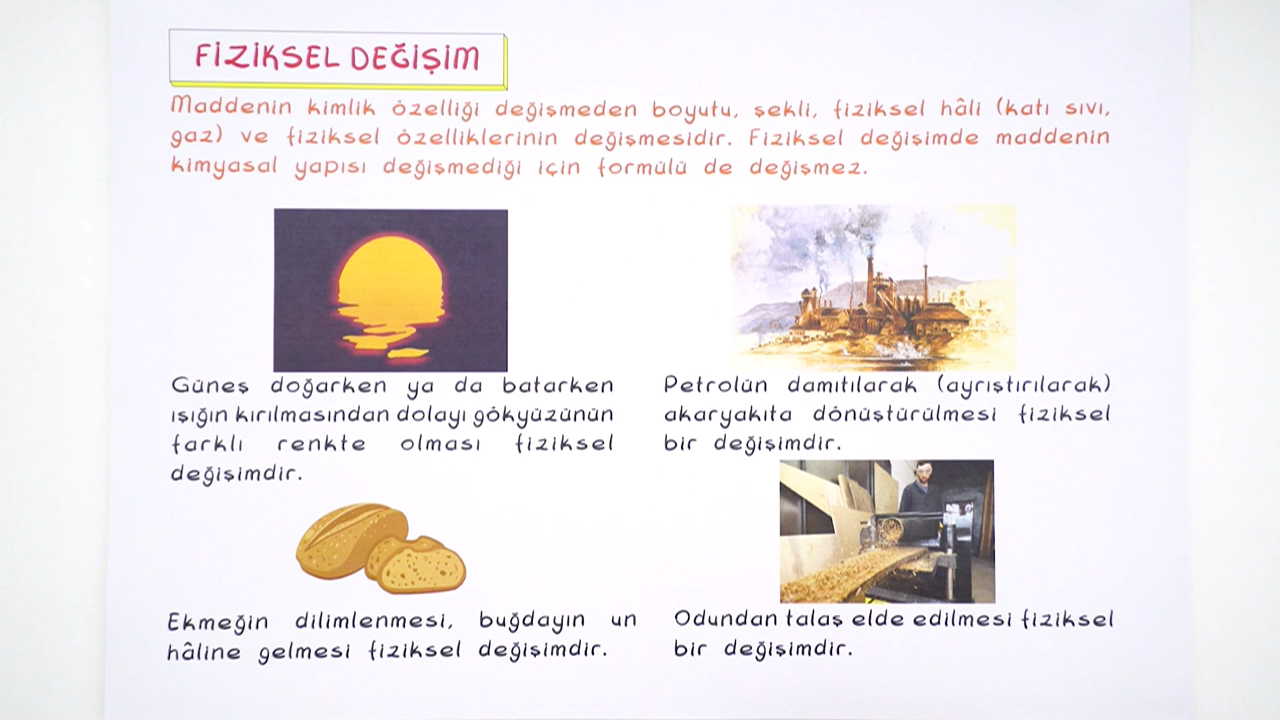 FİZİKSEL DEĞİŞİM
Maddenin kimlik özelliği değişmeden boyutu, şekli, fiziksel hâli (katı sıvı,
gaz) ve fiziksel özelliklerinin değişmesidir. Fiziksel değişimde maddenin
kimyasal yapısı değişmediği için formülü de değişmez.
Güneş doğarken ya da batarken
ışığın kırılmasından dolayı gökyüzünün
farklı renkte olması fiziksel
değişimdir.
Petrolün damıtılarak (ayrıştırılarak)
akaryakıta dönüştürülmesi fiziksel
bir değişimdir.
Ekmeğin dilimlenmesi, buğdayın un
hâline gelmesi fiziksel değişimdir.
Odundan talaş elde edilmesi fiziksel
bir değişimdir.